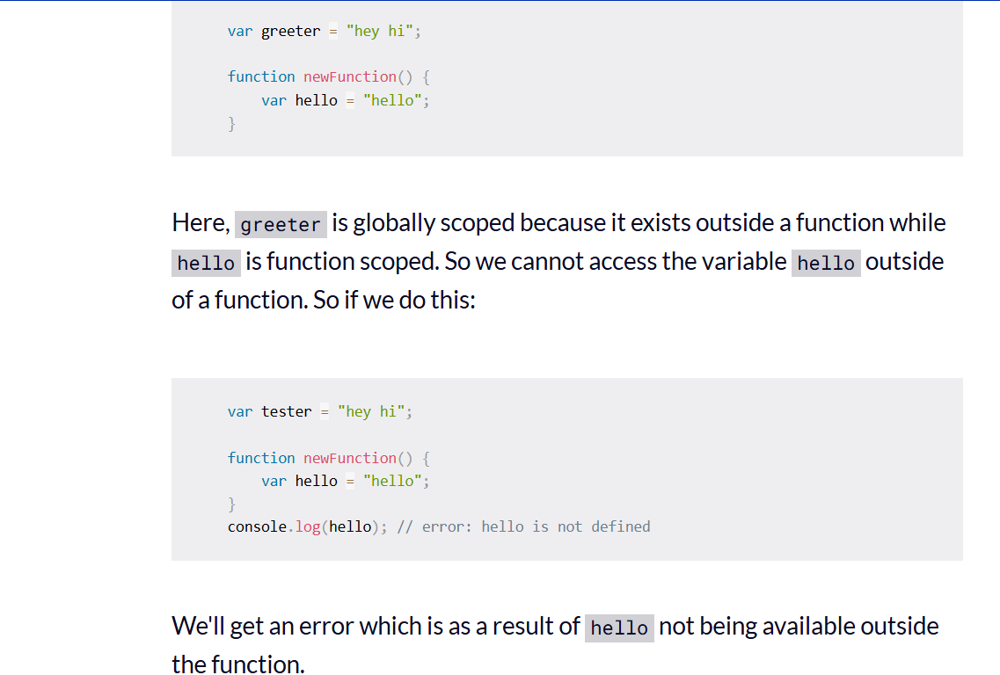 var greeter = "hey hi";
function newFunction() {
var hello = "hello";
}
Here, greeter is globally scoped because it exists outside a function while
hello is function scoped. So we cannot access the variable hello outside
of a function. So if we do this:
var tester = "hey hi";
function newFunction() {
var hello = "hello";
}
console.log(hello); // error: hello is not defined
We'll get an error which is as a result of hello not being available outside
the function.